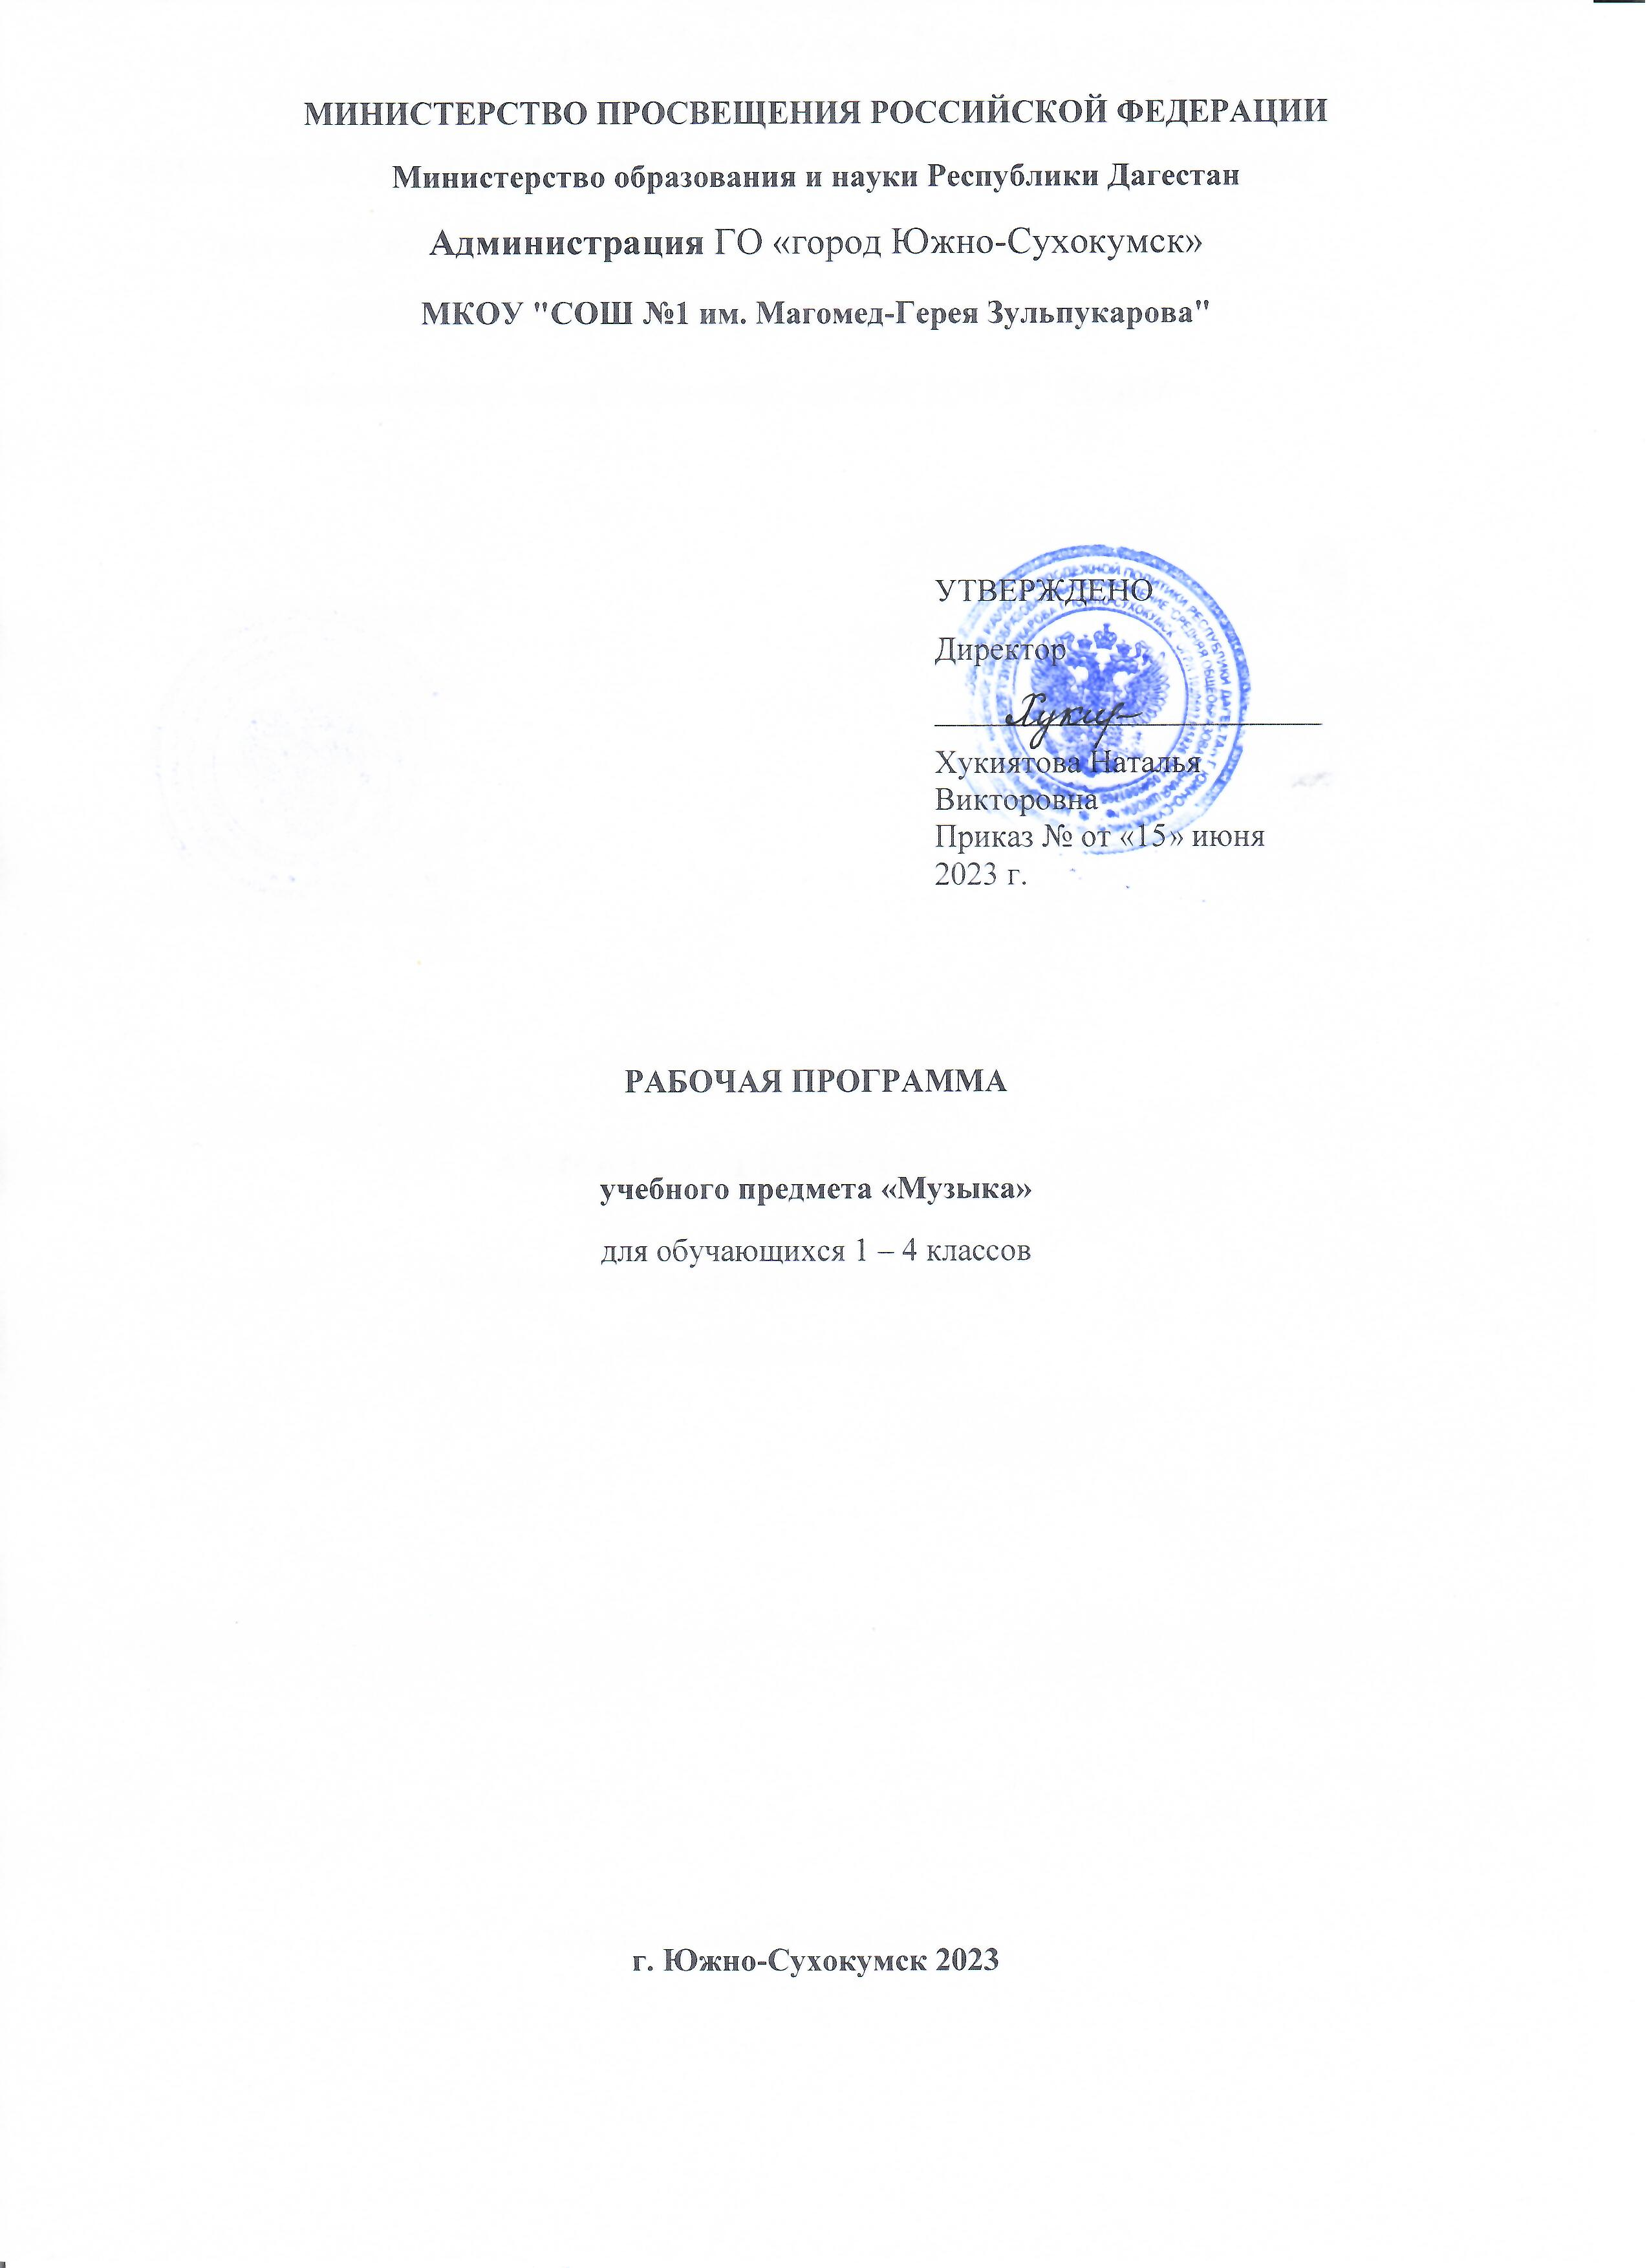 МИНИСТЕРСТВО ПРОСВЕЩЕНИЯ РОССИЙСКОЙ ФЕДЕРАЦИИ
Министерство образования и науки Республики Дагестан
Администрация ГО «город Южно-Сухокумск»
МКОУ "СОШ №1 им. Магомед-Герея Зульпукарова"
УТВЕРЖДЕНО
Директор
Хукиятова Наталья
Викторовна
Приказ № от «15» июня
2023 г.
РАБОЧАЯ ПРОГРАММА
учебного предмета «Музыка»
для обучающихся 1 – 4 классов
г. Южно-Сухокумск 2023